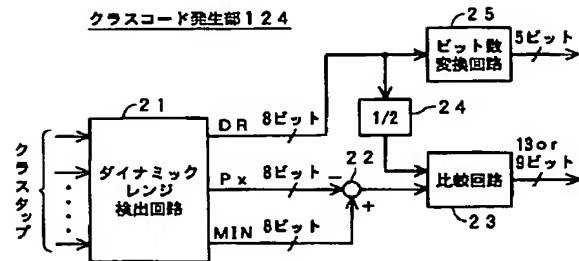 クラスコード発生部124
25
ビット数
変換回路
5ビット
21
DR 8ビット
24
1/2
クラスタップ
ダイナミック
レンジ
検出回路
Px 8ビット
−
22
+
MIN 8ビット
比較回路
13or
9ビット
23